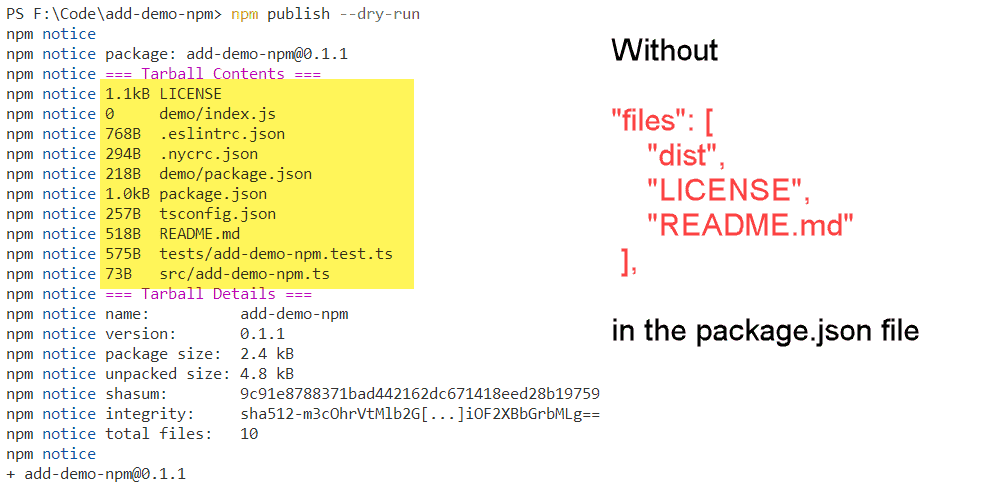 PS F:\Code\add-demo-npm> npm publish --dry-run
npm notice
npm notice package: add-demo-npm@0.1.1
npm notice === Tarball Contents ===
npm notice 1.1kB LICENSE
npm notice 0     demo/index.js
npm notice 768B  .eslintrc.json
npm notice 294B  .nycrc.json
npm notice 218B  demo/package.json
npm notice 1.0kB package.json
npm notice 257B  tsconfig.json
npm notice 518B  README.md
npm notice 575B  tests/add-demo-npm.test.ts
npm notice 73B   src/add-demo-npm.ts
npm notice === Tarball Details ===
npm notice name:          add-demo-npm
npm notice version:       0.1.1
npm notice package size:  2.4 kB
npm notice unpacked size: 4.8 kB
npm notice shasum:        9c91e8788371bad442162dc671418eed28b19759
npm notice integrity:     sha512-m3cOhrVtMlb2G[...]iOF2XBbGrbMLg==
npm notice total files:   10
npm notice
+ add-demo-npm@0.1.1
Without
"files": [
"dist",
"LICENSE",
"README.md"
],
in the package.json file